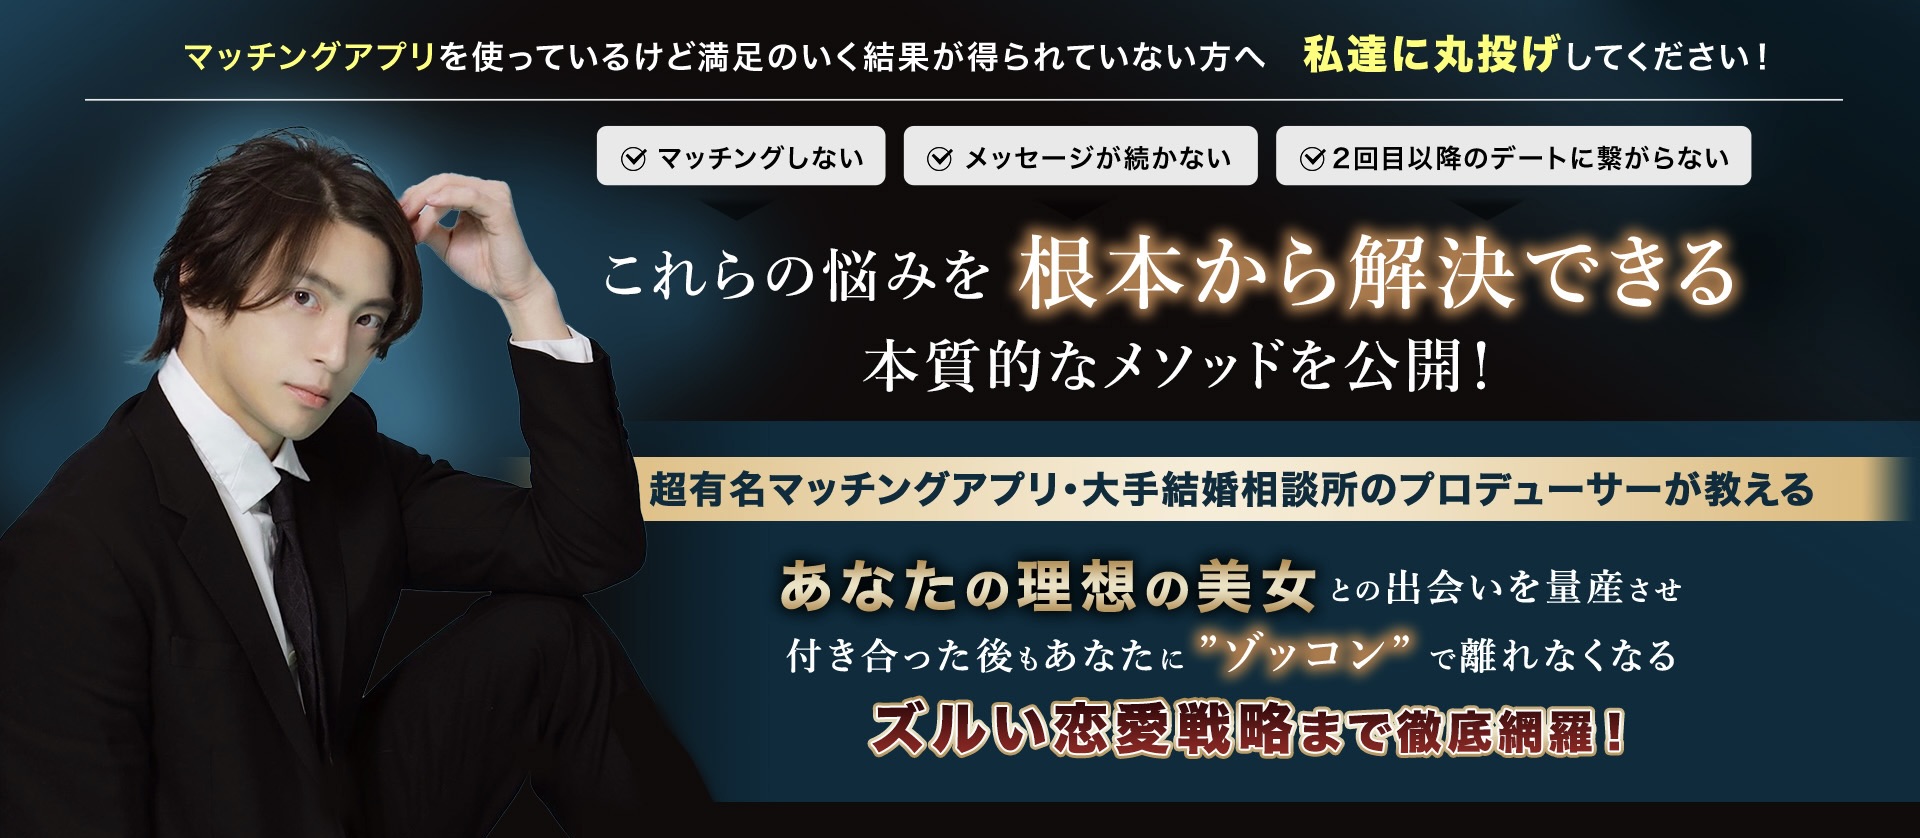 マッチングアプリを使っているけど満足のいく結果が得られていない方へ 私達に丸投げしてください!
マッチングしない メッセージが続かない 2回目以降のデートに繋がらない
これらの悩みを根本から解決できる
本質的なメソッドを公開!
超有名マッチングアプリ・大手結婚相談所のプロデューサーが教える
あなたの理想の美女との出会いを量産させ
付き合った後もあなたに”ゾッコン”で離れなくなる
ズルい恋愛戦略まで徹底網羅!